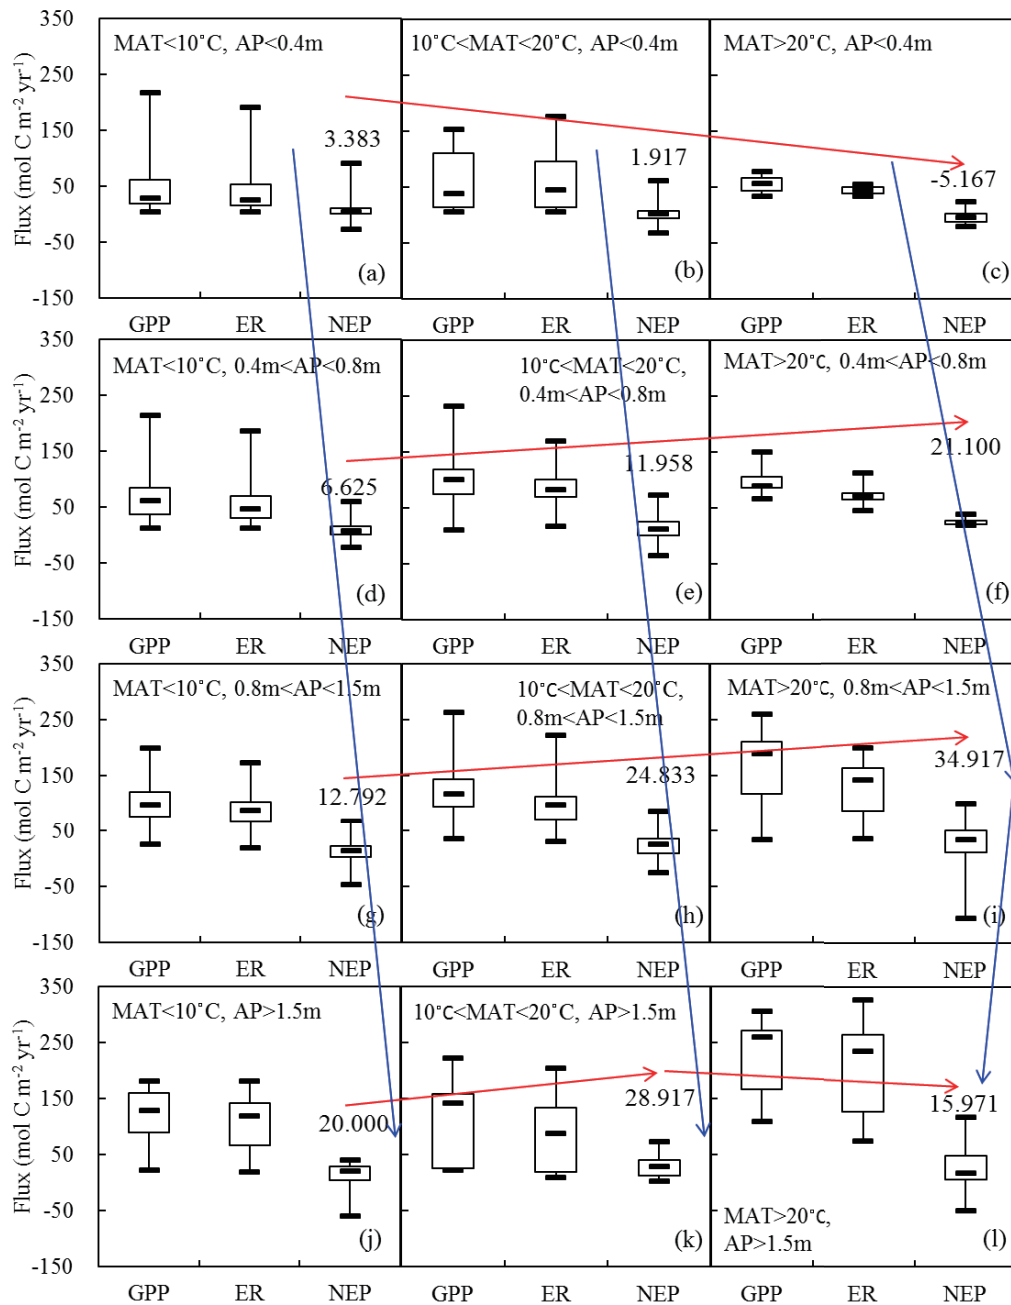 350
250
150
50
-50
-150
Flux (mol C m⁻² yr⁻¹)
MAT<10°C, AP<0.4m
3.383
(a)
GPP ER NEP
10°C<MAT<20°C, AP<0.4m
1.917
(b)
GPP ER NEP
MAT>20°C, AP<0.4m
-5.167
(c)
GPP ER NEP
350
250
150
50
-50
-150
Flux (mol C m⁻² yr⁻¹)
MAT<10°C, 0.4m<AP<0.8m
6.625
(d)
GPP ER NEP
10°C<MAT<20°C,
0.4m<AP<0.8m
11.958
(e)
GPP ER NEP
MAT>20°C, 0.4m<AP<0.8m
21.100
(f)
GPP ER NEP
350
250
150
50
-50
-150
Flux (mol C m⁻² yr⁻¹)
MAT<10°C, 0.8m<AP<1.5m
12.792
(g)
GPP ER NEP
10°C<MAT<20°C,
0.8m<AP<1.5m
24.833
(h)
GPP ER NEP
MAT>20°C, 0.8m<AP<1.5m
34.917
(i)
GPP ER NEP
350
250
150
50
-50
-150
Flux (mol C m⁻² yr⁻¹)
MAT<10°C, AP>1.5m
20.000
(j)
GPP ER NEP
10°C<MAT<20°C, AP>1.5m
28.917
(k)
GPP ER NEP
15.971
MAT>20°C,
AP>1.5m
(l)
GPP ER NEP